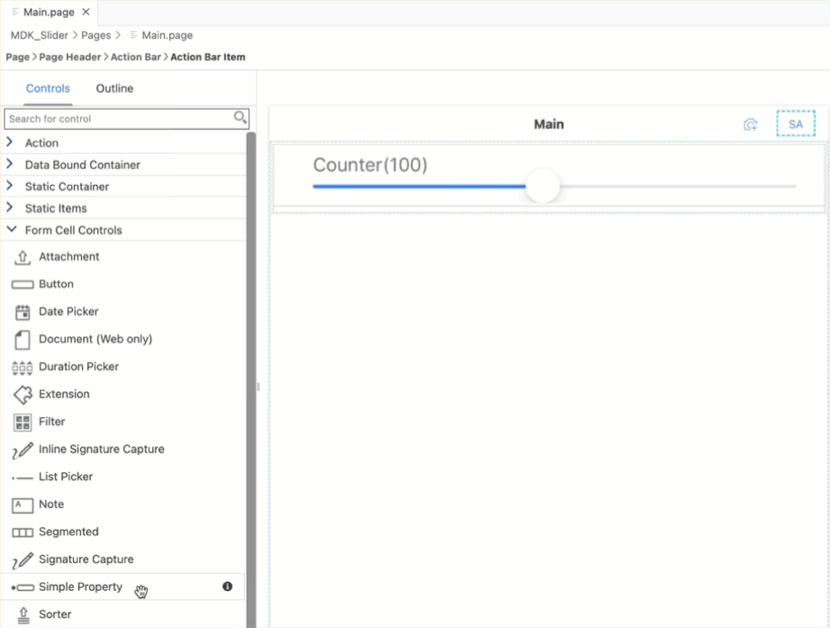 Main.page ×
MDK_Slider > Pages > Main.page
Page > Page Header > Action Bar > Action Bar Item
Controls Outline
Search for control
Action
Data Bound Container
Static Container
Static Items
Form Cell Controls
Attachment
Button
Date Picker
Document (Web only)
Duration Picker
Extension
Filter
Inline Signature Capture
List Picker
Note
Segmented
Signature Capture
Simple Property
Sorter
Main SA
Counter(100)